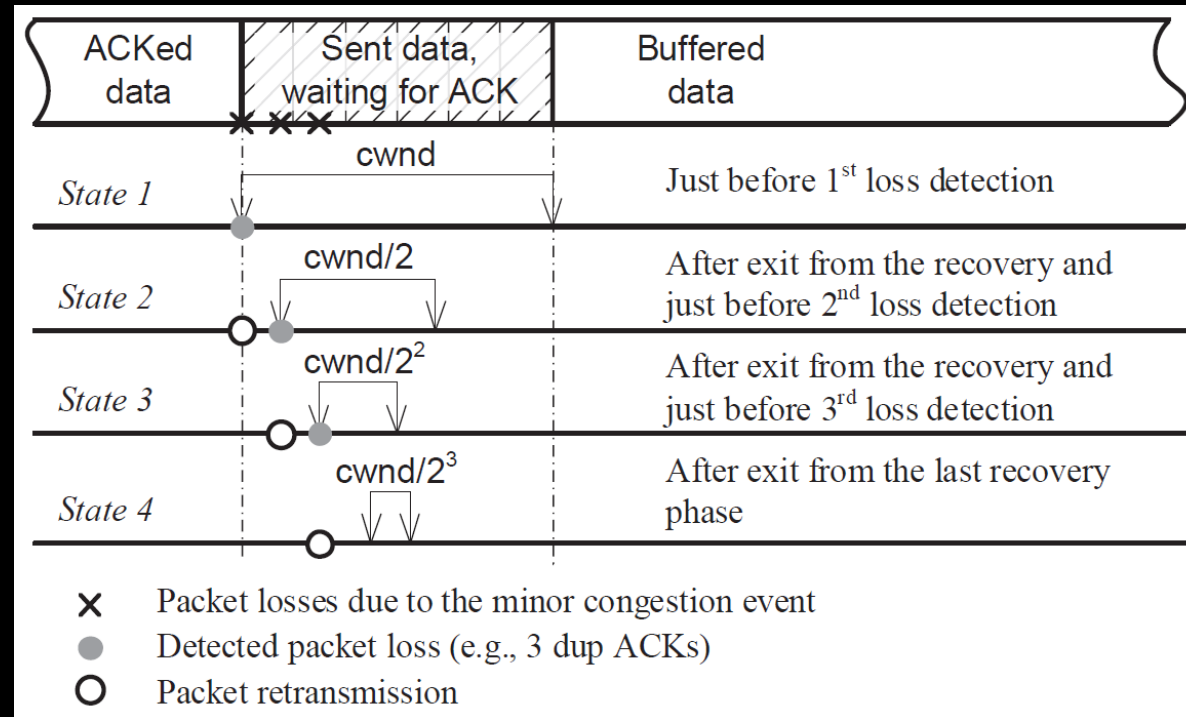 ACKed
data
Sent data,
waiting for ACK
Buffered
data
cwnd
State 1
Just before 1st loss detection
cwnd/2
State 2
After exit from the recovery and
just before 2nd loss detection
cwnd/2²
State 3
After exit from the recovery and
just before 3rd loss detection
cwnd/2³
State 4
After exit from the last recovery
phase
Packet losses due to the minor congestion event
Detected packet loss (e.g., 3 dup ACKs)
Packet retransmission